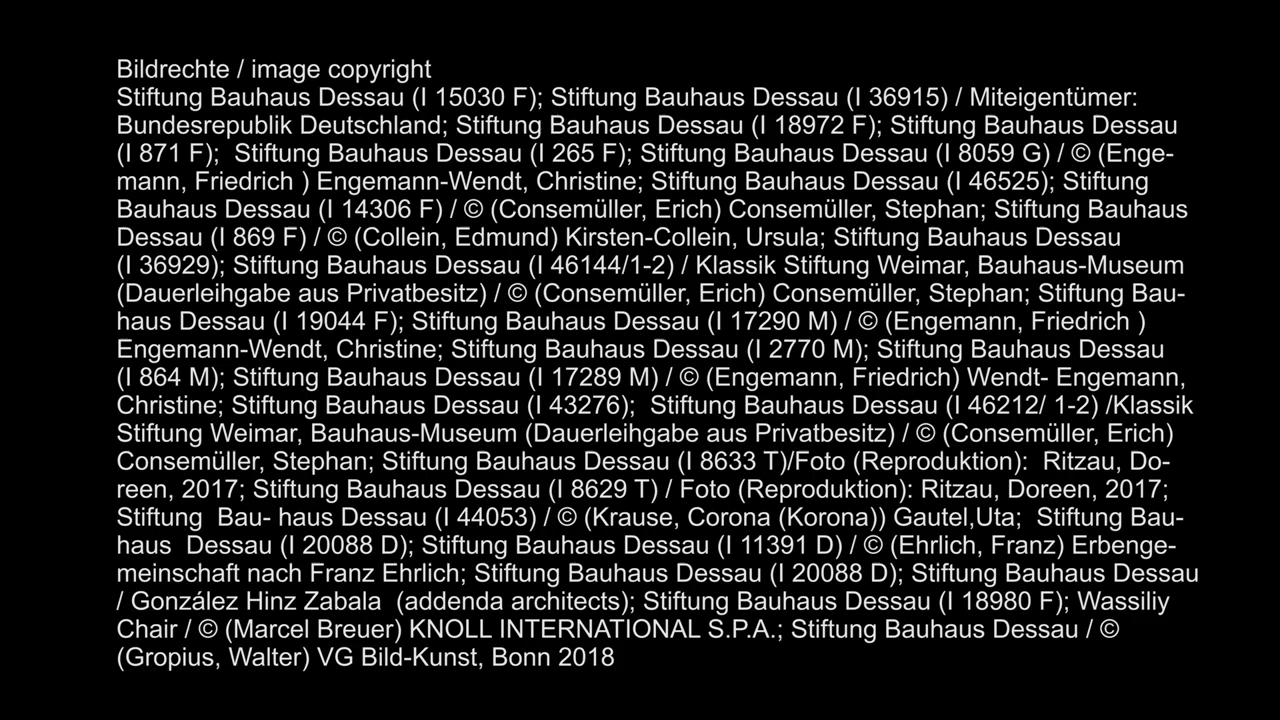 Bildrechte / image copyright
Stiftung Bauhaus Dessau (I 15030 F); Stiftung Bauhaus Dessau (I 36915) / Miteigentümer:
Bundesrepublik Deutschland; Stiftung Bauhaus Dessau (I 18972 F); Stiftung Bauhaus Dessau
(I 871 F);  Stiftung Bauhaus Dessau (I 265 F); Stiftung Bauhaus Dessau (I 8059 G) / © (Enge-
mann, Friedrich ) Engemann-Wendt, Christine; Stiftung Bauhaus Dessau (I 46525); Stiftung
Bauhaus Dessau (I 14306 F) / © (Consemüller, Erich) Consemüller, Stephan; Stiftung Bauhaus
Dessau (I 869 F) / © (Collein, Edmund) Kirsten-Collein, Ursula; Stiftung Bauhaus Dessau
(I 36929); Stiftung Bauhaus Dessau (I 46144/1-2) / Klassik Stiftung Weimar, Bauhaus-Museum
(Dauerleihgabe aus Privatbesitz) / © (Consemüller, Erich) Consemüller, Stephan; Stiftung Bau-
haus Dessau (I 19044 F); Stiftung Bauhaus Dessau (I 17290 M) / © (Engemann, Friedrich )
Engemann-Wendt, Christine; Stiftung Bauhaus Dessau (I 2770 M); Stiftung Bauhaus Dessau
(I 864 M); Stiftung Bauhaus Dessau (I 17289 M) / © (Engemann, Friedrich) Wendt- Engemann,
Christine; Stiftung Bauhaus Dessau (I 43276);  Stiftung Bauhaus Dessau (I 46212/ 1-2) /Klassik
Stiftung Weimar, Bauhaus-Museum (Dauerleihgabe aus Privatbesitz) / © (Consemüller, Erich)
Consemüller, Stephan; Stiftung Bauhaus Dessau (I 8633 T)/Foto (Reproduktion):  Ritzau, Do-
reen, 2017; Stiftung Bauhaus Dessau (I 8629 T) / Foto (Reproduktion): Ritzau, Doreen, 2017;
Stiftung  Bau- haus Dessau (I 44053) / © (Krause, Corona (Korona)) Gautel,Uta;  Stiftung Bau-
haus  Dessau (I 20088 D); Stiftung Bauhaus Dessau (I 11391 D) / © (Ehrlich, Franz) Erbenge-
meinschaft nach Franz Ehrlich; Stiftung Bauhaus Dessau (I 20088 D); Stiftung Bauhaus Dessau
/ González Hinz Zabala  (addenda architects); Stiftung Bauhaus Dessau (I 18980 F); Wassiliy
Chair / © (Marcel Breuer) KNOLL INTERNATIONAL S.P.A.; Stiftung Bauhaus Dessau / ©
(Gropius, Walter) VG Bild-Kunst, Bonn 2018